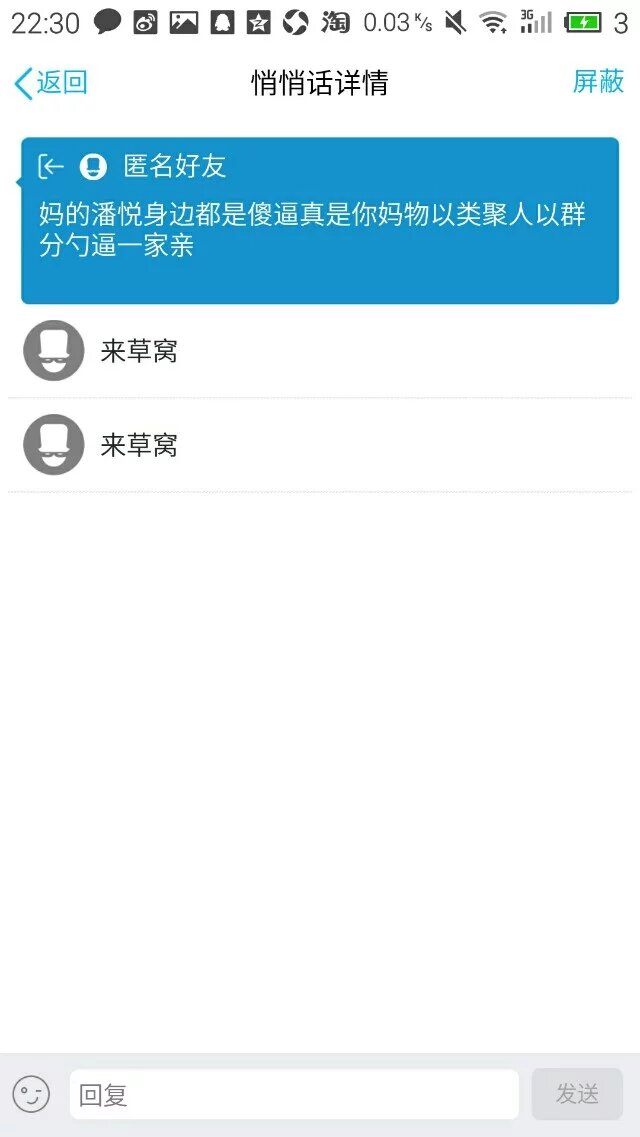 22:30 淘 0.03 K/s 3G 3
返回 悄悄话详情 屏蔽
匿名好友
妈的潘悦身边都是傻逼真是你妈物以类聚人以群
分勺逼一家亲
来草窝
来草窝
回复 发送